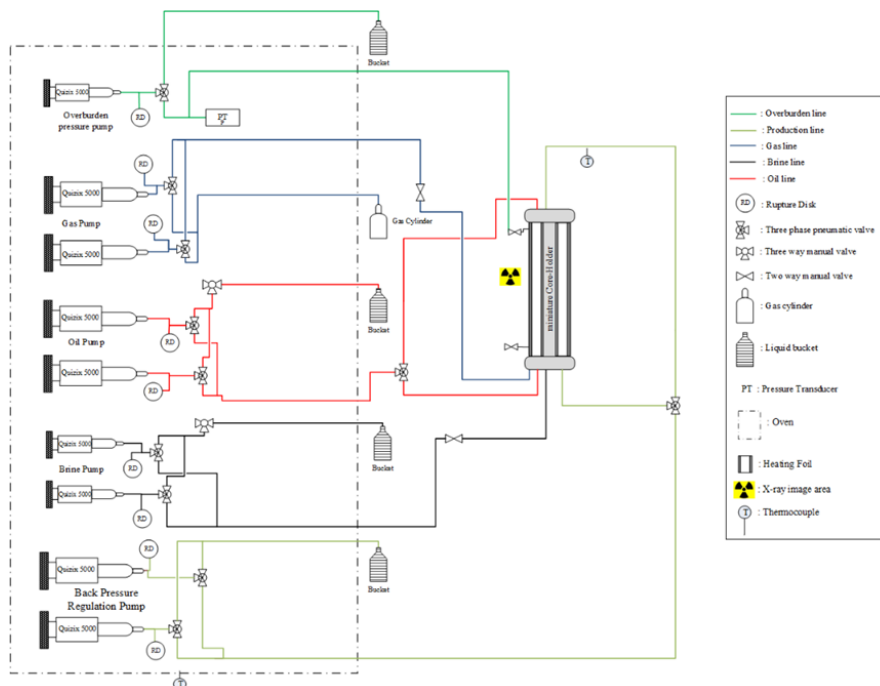 Bucket
Quizix 5000
Overburden
pressure pump
RD
PT
P
: Overburden line
: Production line
: Gas line
: Brine line
: Oil line
RD : Rupture Disk
: Three phase pneumatic valve
: Three way manual valve
: Two way manual valve
: Gas cylinder
: Liquid bucket
PT : Pressure Transducer
: Oven
: Heating Foil
: X-ray image area
T : Thermocouple
T
RD
Quizix 5000
Gas Pump
RD
Quizix 5000
Gas Cylinder
miniature Core-Holder
Quizix 5000
RD
Oil Pump
Bucket
Quizix 5000
RD
Quizix 5000
Brine Pump
RD
Bucket
Quizix 5000
RD
RD
Quizix 5000
Back Pressure
Regulation Pump
Bucket
Quizix 5000
RD
T